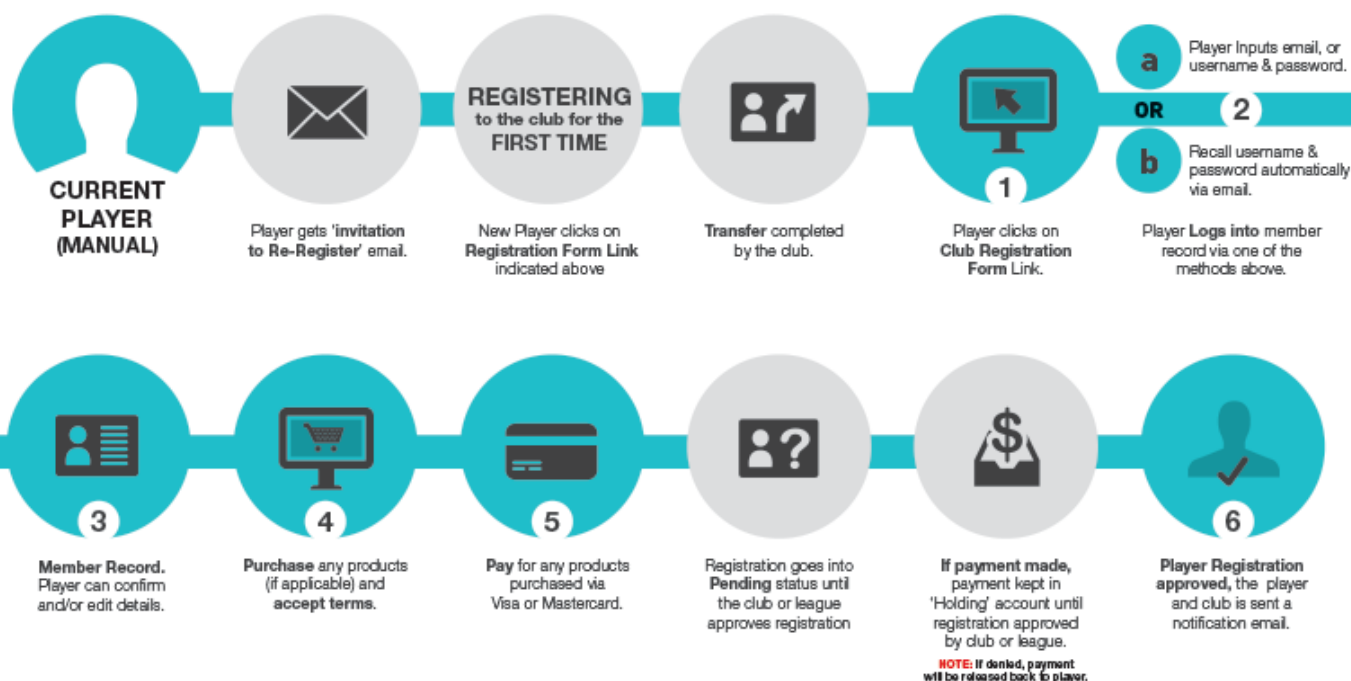 CURRENT
PLAYER
(MANUAL)
Player gets 'invitation
to Re-Register' email.
REGISTERING
to the club for the
FIRST TIME
New Player clicks on
Registration Form Link
indicated above
Transfer completed
by the club.
1
Player clicks on
Club Registration
Form Link.
a
Player Inputs email, or
username & password.
OR
2
b
Recall username &
password automatically
via email.
Player Logs into member
record via one of the
methods above.
3
Member Record.
Player can confirm
and/or edit details.
4
Purchase any products
(if applicable) and
accept terms.
5
Pay for any products
purchased via
Visa or Mastercard.
?
Registration goes into
Pending status until
the club or league
approves registration
$
If payment made,
payment kept in
'Holding' account until
registration approved
by club or league.
NOTE: If denied, payment
will be released back to player.
6
Player Registration
approved, the player
and club is sent a
notification email.